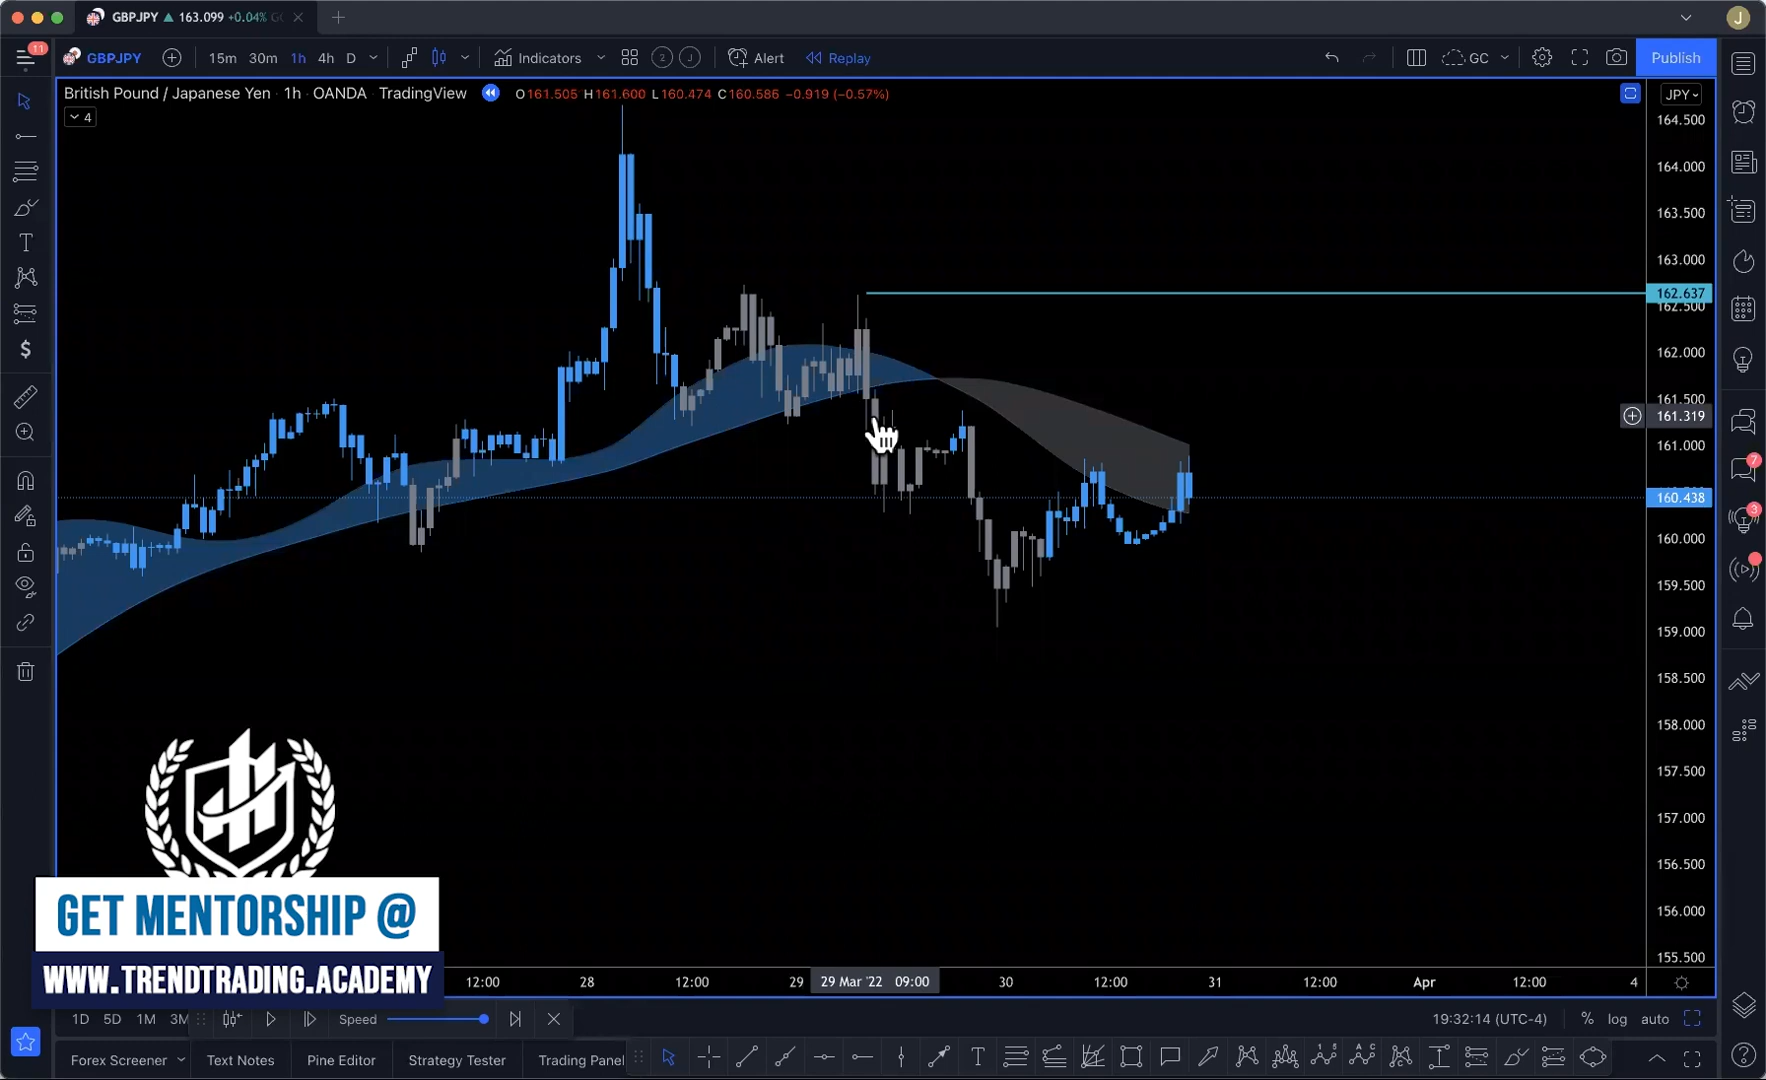 GBPJPY ▲ 163.099 +0.04% GC
J
11
GBPJPY 15m 30m 1h 4h D Indicators 2 J Alert Replay GC Publish
British Pound / Japanese Yen · 1h · OANDA · TradingView O161.505 H161.600 L160.474 C160.586 −0.919 (−0.57%)
JPY
4
164.500
164.000
163.500
163.000
162.637
162.500
162.000
161.500
161.319
161.000
160.438
160.000
159.500
159.000
158.500
158.000
157.500
157.000
156.500
156.000
155.500
7
3
GET MENTORSHIP @
WWW.TRENDTRADING.ACADEMY
12:00 28 12:00 29 29 Mar '22 09:00 30 12:00 31 12:00 Apr 12:00 4
1D 5D 1M 3M Speed 19:32:14 (UTC-4) % log auto
Forex Screener Text Notes Pine Editor Strategy Tester Trading Panel